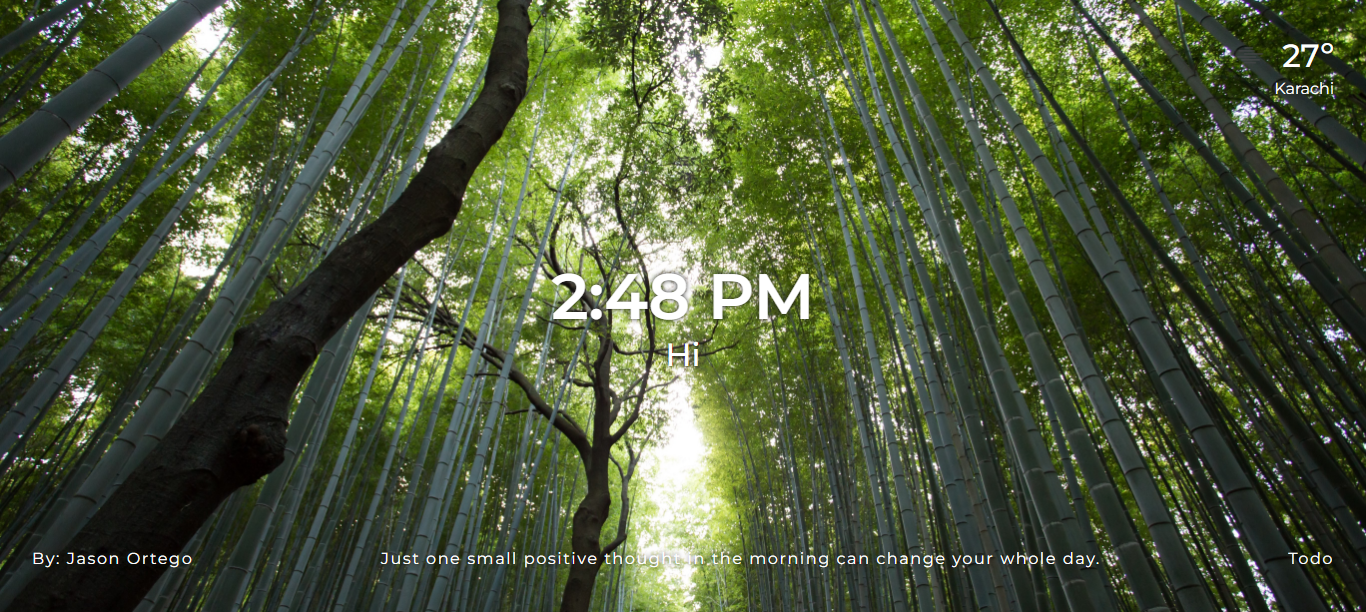 27°
Karachi
2:48 PM
Hi
By: Jason Ortego
Just one small positive thought in the morning can change your whole day.
Todo